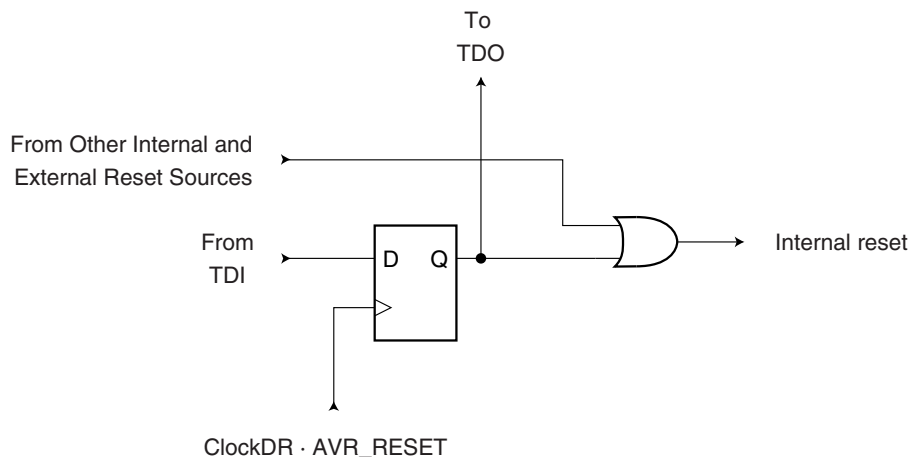 To
TDO
From Other Internal and
External Reset Sources
From
TDI
D Q
Internal reset
ClockDR · AVR_RESET